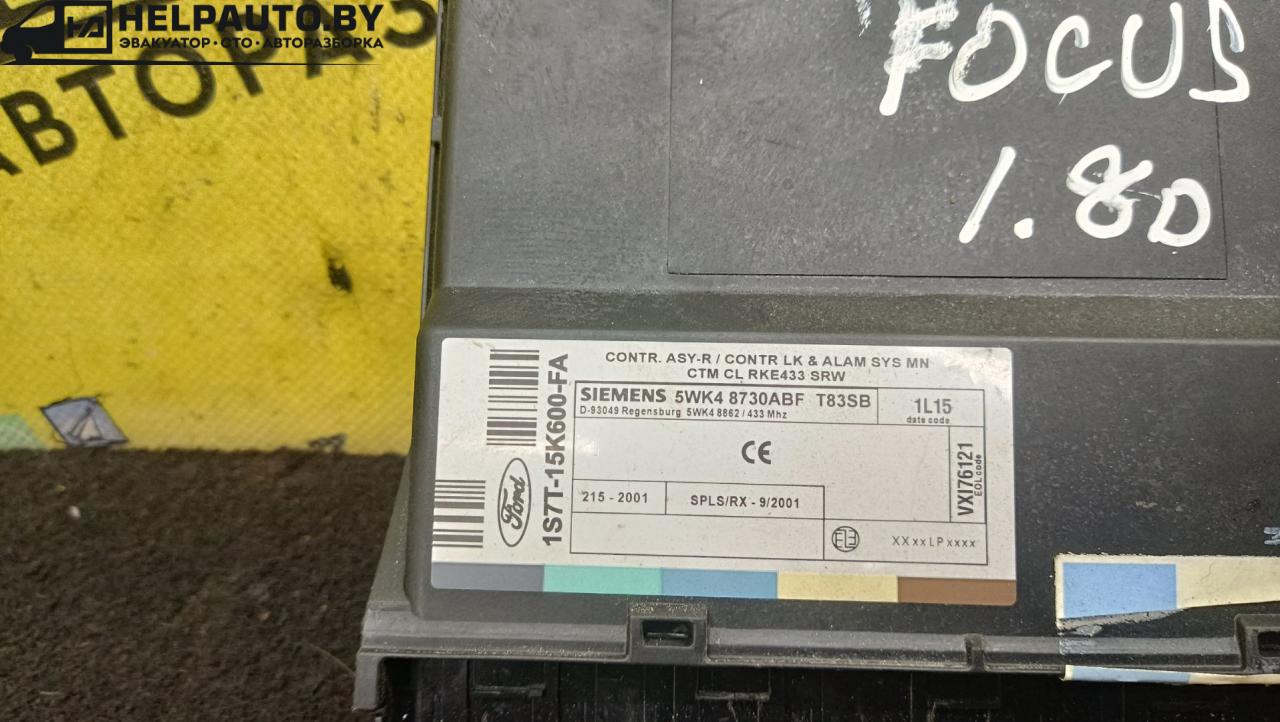 HELPAUTO.BY
ЭВАКУАТОР · СТО · АВТОРАЗБОРКА
АВТОРАЗ
FOCUS
1.8D
CONTR. ASY-R / CONTR LK & ALAM SYS MN
CTM CL RKE433 SRW
SIEMENS 5WK4 8730ABF T83SB
D-93049 Regensburg 5WK4 8862 / 433 Mhz
1L15
date code
CE
VXI76121
EOL code
215 - 2001
SPLS/RX - 9/2001
XXxxLPxxxx
Ford
1S7T-15K600-FA